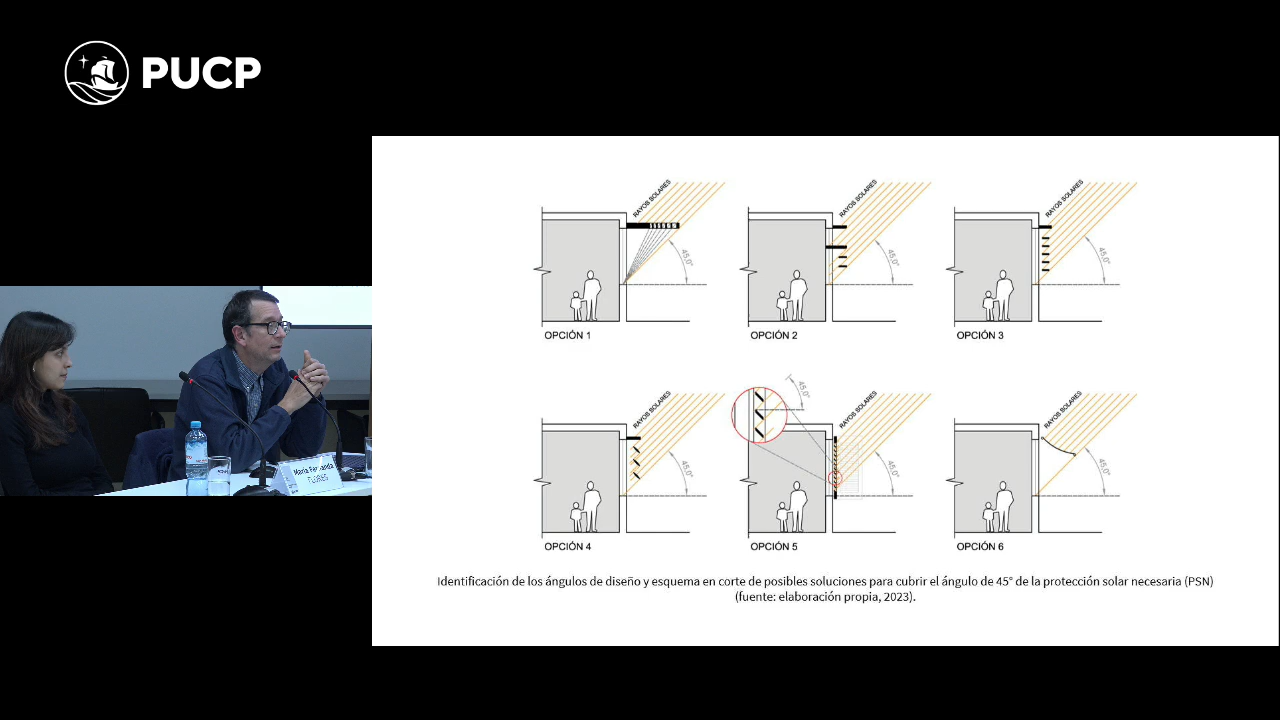 PUCP
RAYOS SOLARES
45,0°
OPCIÓN 1
RAYOS SOLARES
45,0°
OPCIÓN 2
RAYOS SOLARES
45,0°
OPCIÓN 3
RAYOS SOLARES
45,0°
OPCIÓN 4
45,0°
RAYOS SOLARES
45,0°
OPCIÓN 5
RAYOS SOLARES
45,0°
OPCIÓN 6
María Fernanda
Identificación de los ángulos de diseño y esquema en corte de posibles soluciones para cubrir el ángulo de 45° de la protección solar necesaria (PSN)
(fuente: elaboración propia, 2023).